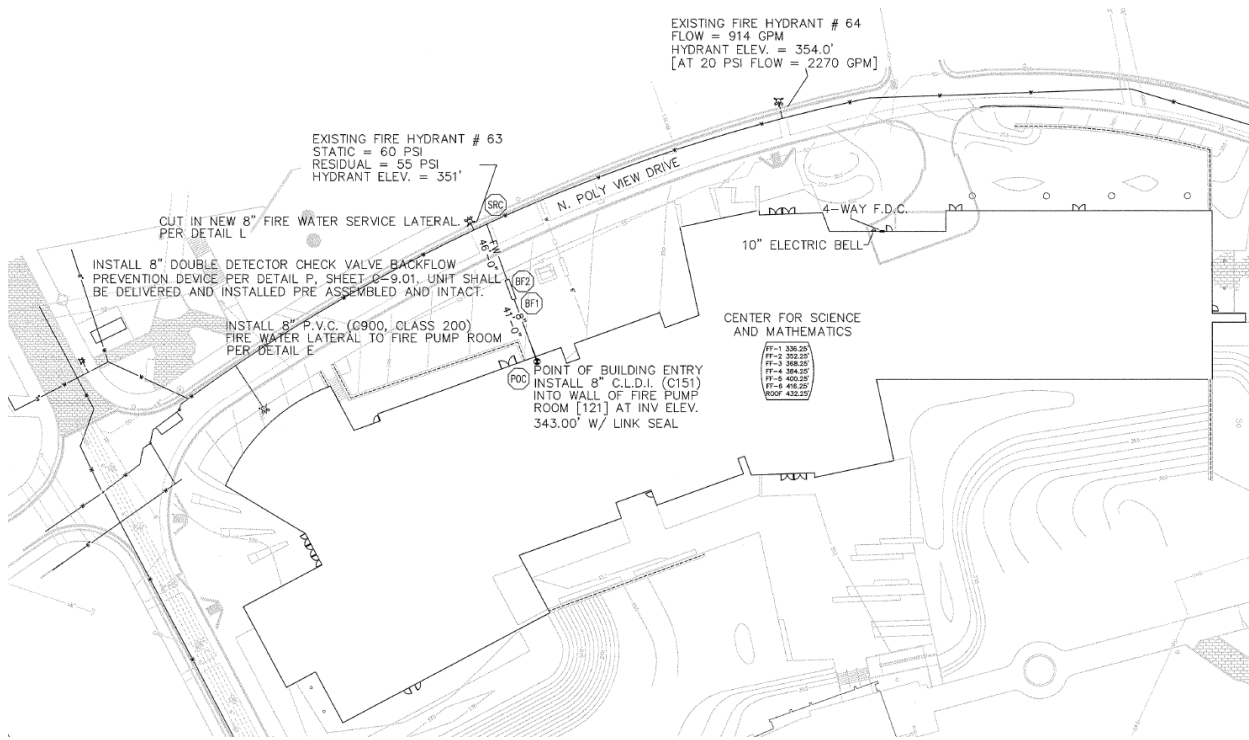 EXISTING FIRE HYDRANT # 64
FLOW = 914 GPM
HYDRANT ELEV. = 354.0'
[AT 20 PSI FLOW = 2270 GPM]
EXISTING FIRE HYDRANT # 63
STATIC = 60 PSI
RESIDUAL = 55 PSI
HYDRANT ELEV. = 351'
N. POLY VIEW DRIVE
SRC
CUT IN NEW 8" FIRE WATER SERVICE LATERAL.
PER DETAIL L
4-WAY F.D.C.
10" ELECTRIC BELL
FW
46'-0"
INSTALL 8" DOUBLE DETECTOR CHECK VALVE BACKFLOW
PREVENTION DEVICE PER DETAIL P, SHEET C-9.01. UNIT SHALL
BE DELIVERED AND INSTALLED PRE ASSEMBLED AND INTACT.
BF2
BF1
8"
41'-0"
INSTALL 8" P.V.C. (C900, CLASS 200)
FIRE WATER LATERAL TO FIRE PUMP ROOM
PER DETAIL E
CENTER FOR SCIENCE
AND MATHEMATICS
FF-1 336.25'
FF-2 352.25'
FF-3 368.25'
FF-4 384.25'
FF-5 400.25'
FF-6 416.25'
ROOF 432.25'
POC
POINT OF BUILDING ENTRY
INSTALL 8" C.L.D.I. (C151)
INTO WALL OF FIRE PUMP
ROOM [121] AT INV ELEV.
343.00' W/ LINK SEAL